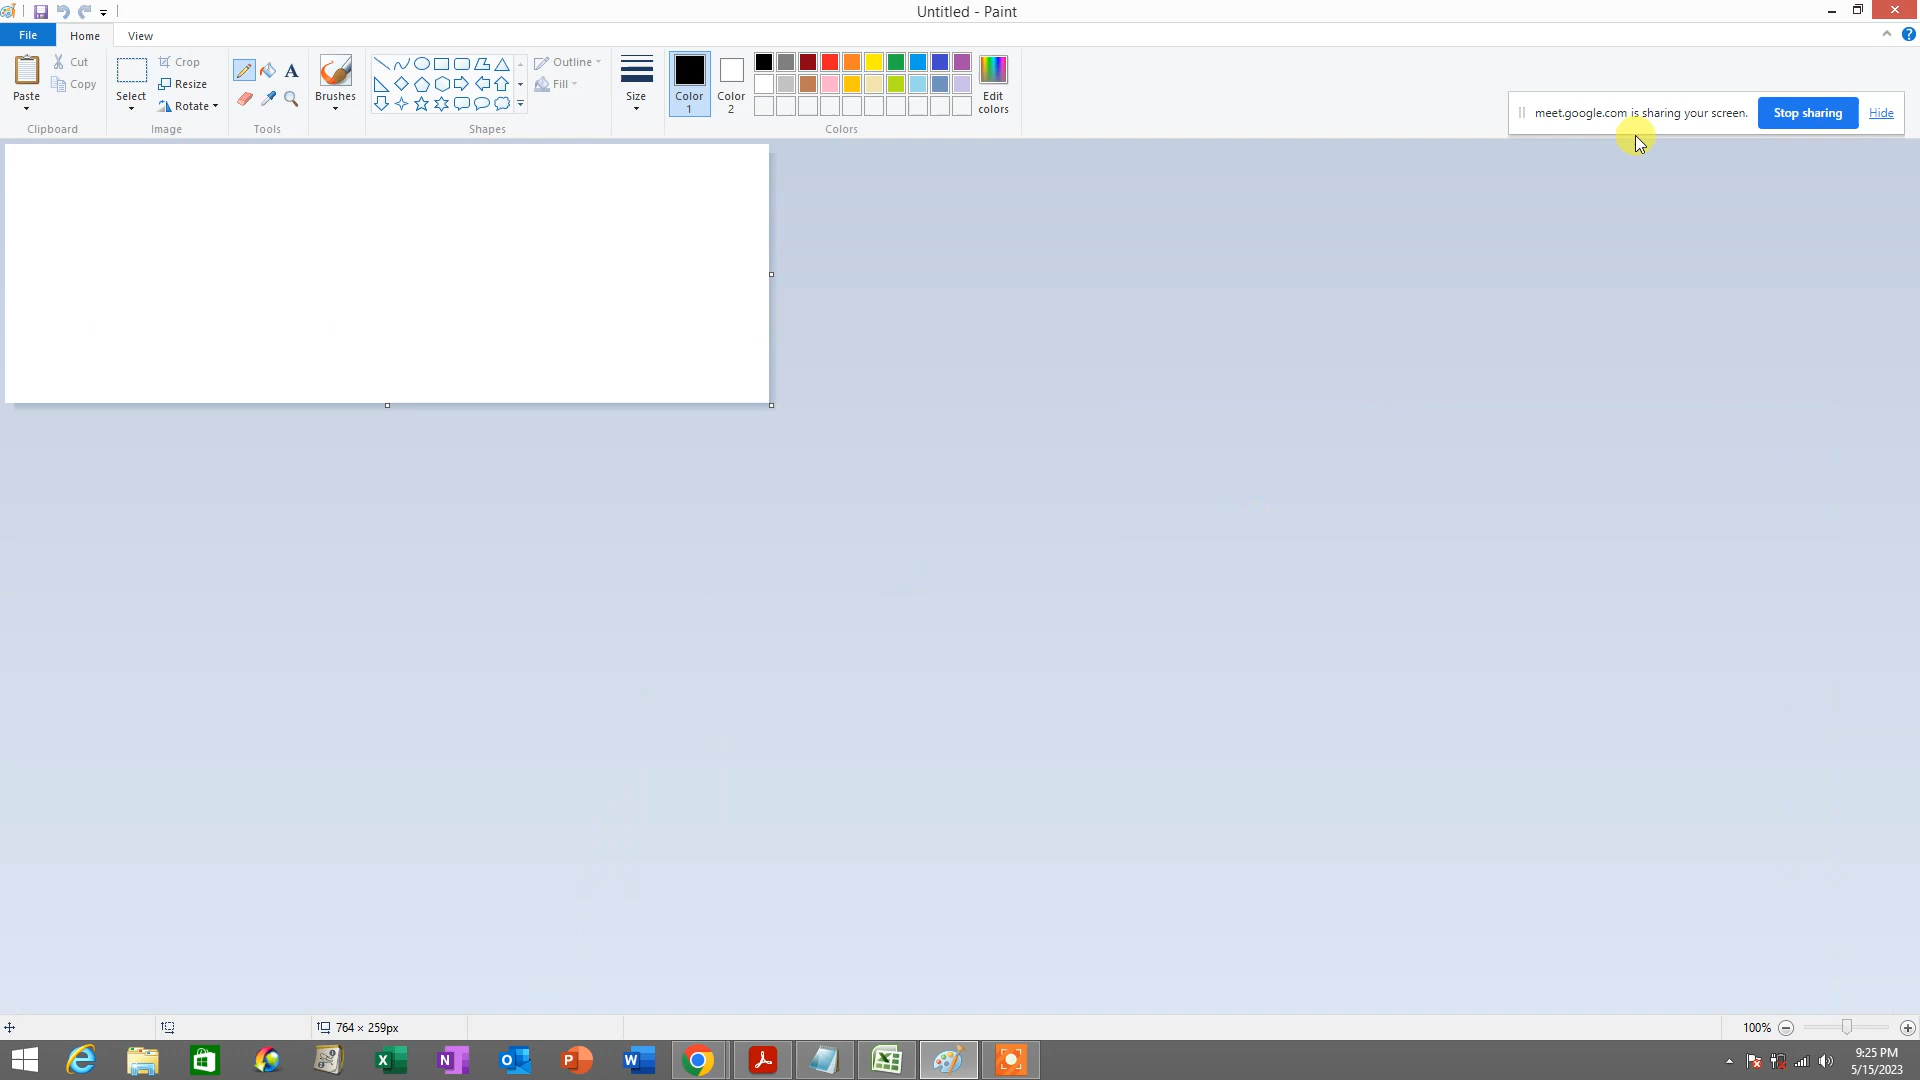 Untitled - Paint
File
Home
View
Paste
Cut
Copy
Clipboard
Select
Crop
Resize
Rotate
Image
A
Tools
Brushes
Outline
Fill
Shapes
Size
Color
1
Color
2
Edit
colors
Colors
meet.google.com is sharing your screen.
Stop sharing
Hide
764 × 259px
100%
9:25 PM
5/15/2023